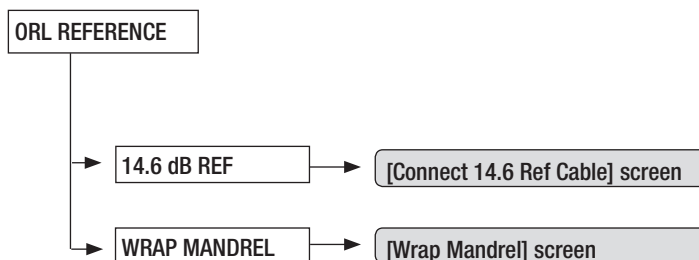 ORL REFERENCE
14.6 dB REF
[Connect 14.6 Ref Cable] screen
WRAP MANDREL
[Wrap Mandrel] screen